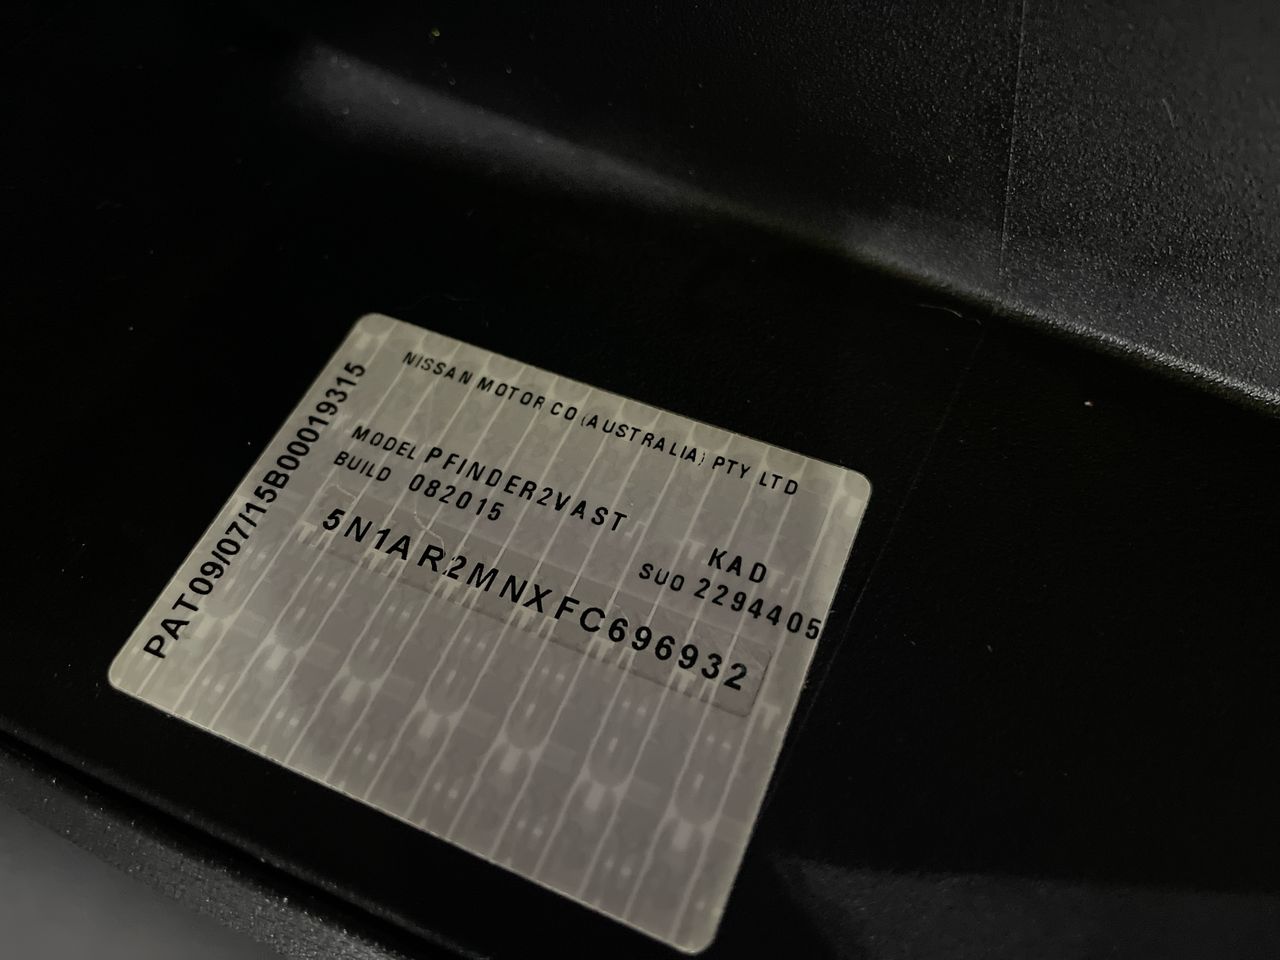 NISSAN MOTOR CO (AUSTRALIA) PTY LTD
MODEL PFINDER2VAST
BUILD 082015
KAD
SUO 2294405
5N1AR2MNXFC696932
PAT09/07/15B00019315